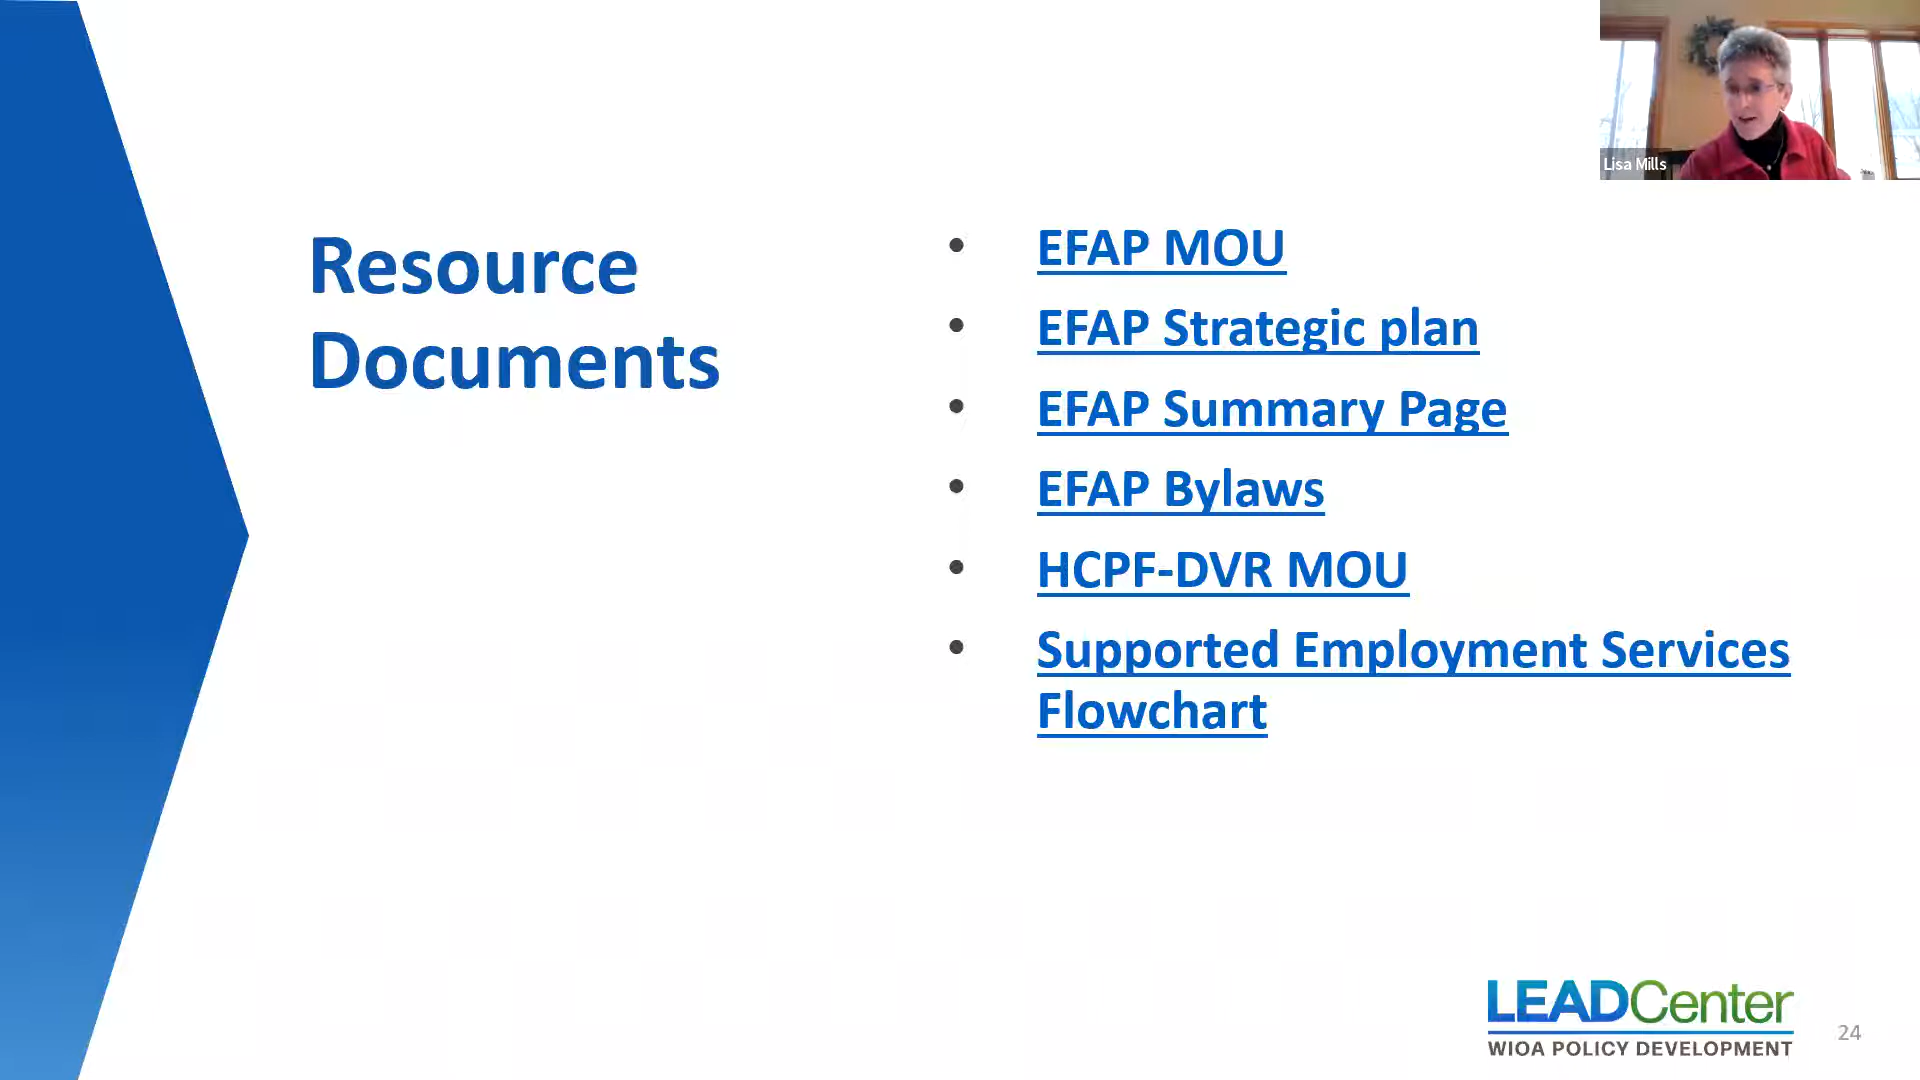 Lisa Mills
Resource
Documents
• EFAP MOU
• EFAP Strategic plan
• EFAP Summary Page
• EFAP Bylaws
• HCPF-DVR MOU
• Supported Employment Services
Flowchart
LEADCenter
WIOA POLICY DEVELOPMENT
24